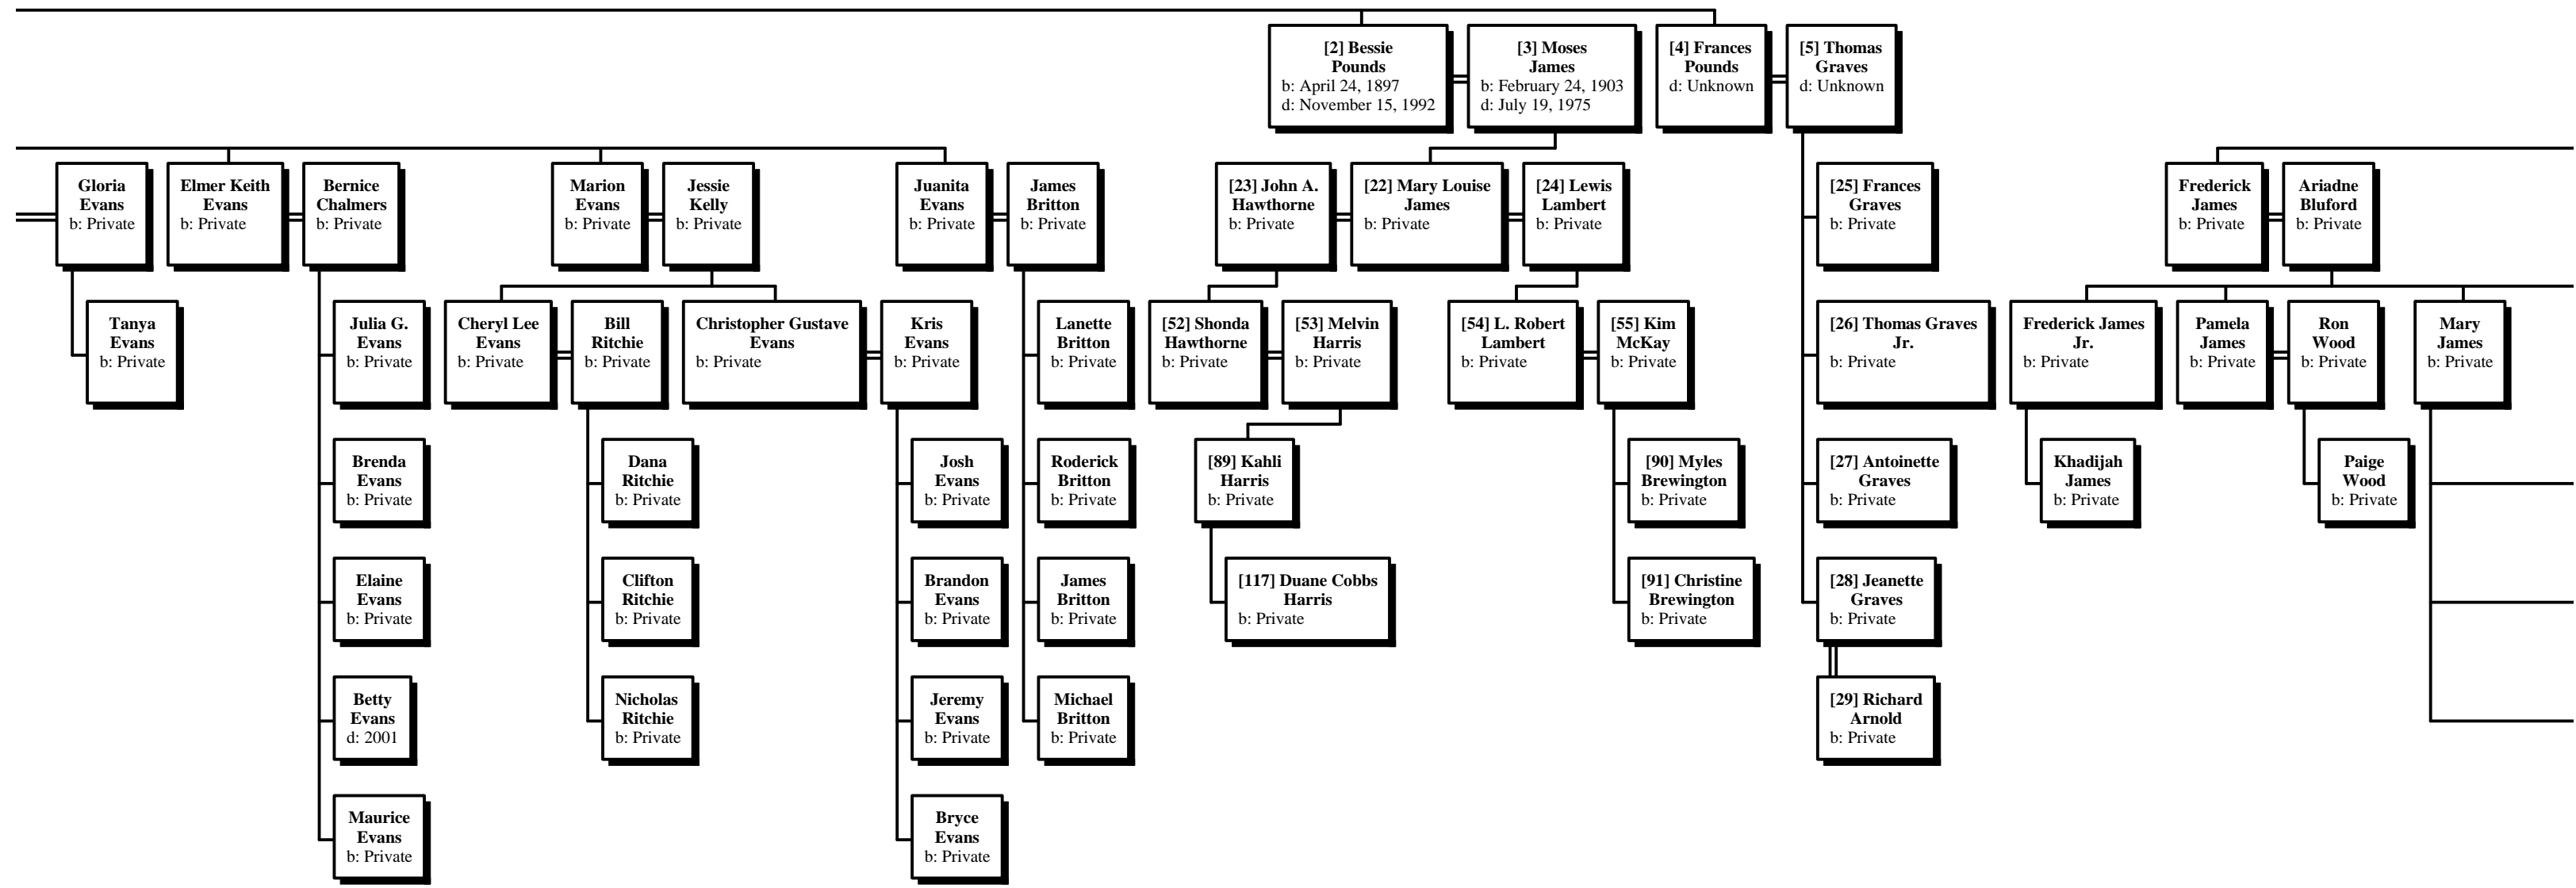 [2] Bessie
Pounds
b: April 24, 1897
d: November 15, 1992
[3] Moses
James
b: February 24, 1903
d: July 19, 1975
[4] Frances
Pounds
d: Unknown
[5] Thomas
Graves
d: Unknown
Gloria
Evans
b: Private
Elmer Keith
Evans
b: Private
Bernice
Chalmers
b: Private
Marion
Evans
b: Private
Jessie
Kelly
b: Private
Juanita
Evans
b: Private
James
Britton
b: Private
[23] John A.
Hawthorne
b: Private
[22] Mary Louise
James
b: Private
[24] Lewis
Lambert
b: Private
[25] Frances
Graves
b: Private
Frederick
James
b: Private
Ariadne
Bluford
b: Private
Tanya
Evans
b: Private
Julia G.
Evans
b: Private
Cheryl Lee
Evans
b: Private
Bill
Ritchie
b: Private
Christopher Gustave
Evans
b: Private
Kris
Evans
b: Private
Lanette
Britton
b: Private
[52] Shonda
Hawthorne
b: Private
[53] Melvin
Harris
b: Private
[54] L. Robert
Lambert
b: Private
[55] Kim
McKay
b: Private
[26] Thomas Graves
Jr.
b: Private
Frederick James
Jr.
b: Private
Pamela
James
b: Private
Ron
Wood
b: Private
Mary
James
b: Private
Brenda
Evans
b: Private
Dana
Ritchie
b: Private
Josh
Evans
b: Private
Roderick
Britton
b: Private
[89] Kahli
Harris
b: Private
[90] Myles
Brewington
b: Private
[27] Antoinette
Graves
b: Private
Khadijah
James
b: Private
Paige
Wood
b: Private
Elaine
Evans
b: Private
Clifton
Ritchie
b: Private
Brandon
Evans
b: Private
James
Britton
b: Private
[117] Duane Cobbs
Harris
b: Private
[91] Christine
Brewington
b: Private
[28] Jeanette
Graves
b: Private
Betty
Evans
d: 2001
Nicholas
Ritchie
b: Private
Jeremy
Evans
b: Private
Michael
Britton
b: Private
[29] Richard
Arnold
b: Private
Maurice
Evans
b: Private
Bryce
Evans
b: Private